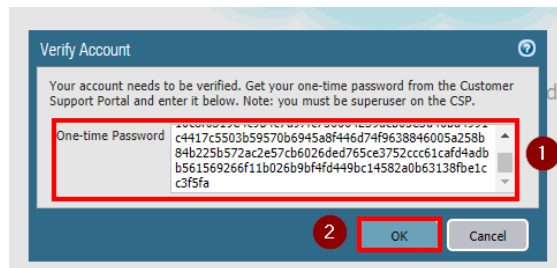 Verify Account
Your account needs to be verified. Get your one-time password from the Customer
Support Portal and enter it below. Note: you must be superuser on the CSP.
One-time Password
c4417c5503b59570b6945a8f446d74f9638846005a258b
84b225b572ac2e57cb6026ded765ce3752ccc61cafd4adb
b561569266f11b026b9bf4fd449bc14582a0b63138fbe1c
c3f5fa
1
2
OK
Cancel